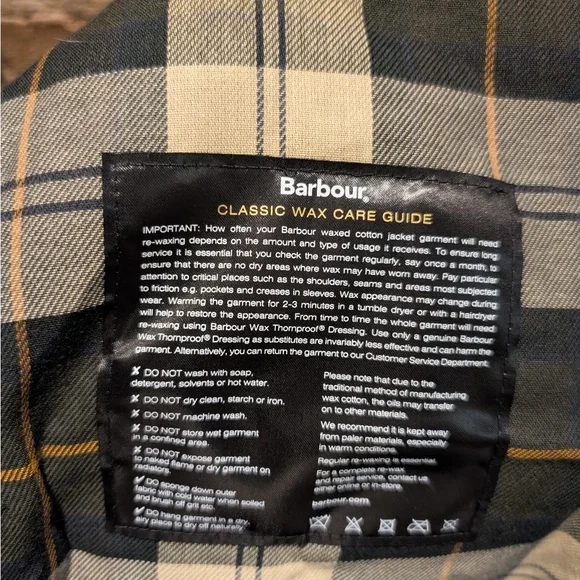 Barbour®
CLASSIC WAX CARE GUIDE
IMPORTANT: How often your Barbour waxed cotton jacket garment will need
re-waxing depends on the amount and type of usage it receives. To ensure long
service it is essential that you check the garment regularly, say once a month, to
ensure that there are no dry areas where wax may have worn away. Pay particular
attention to critical places such as the shoulders, seams and areas most subjected
to friction e.g. pockets and creases in sleeves. Wax appearance may change during
wear. Warming the garment for 2-3 minutes in a tumble dryer or with a hairdryer
will help to restore the appearance. From time to time the whole garment will need
re-waxing using Barbour Wax Thornproof® Dressing. Use only a genuine Barbour
Wax Thornproof® Dressing as substitutes are invariably less effective and can harm the
garment. Alternatively, you can return the garment to our Customer Service Department.
✘ DO NOT wash with soap,
detergent, solvents or hot water.
✘ DO NOT dry clean, starch or iron.
✘ DO NOT machine wash.
✘ DO NOT store wet garment
in a confined area.
✘ DO NOT expose garment
to naked flame or dry garment on
radiators.
✔ DO sponge down outer
fabric with cold water when soiled
and brush off grit etc.
✔ DO hang garment in a dry,
airy place to dry off naturally.
Please note that due to the
traditional method of manufacturing
wax cotton, the oils may transfer
on to other materials.
We recommend it is kept away
from paler materials, especially
in warm conditions.
Regular re-waxing is essential.
For a complete re-wax
and repair service, contact us
either online or in-store.
barbour.com